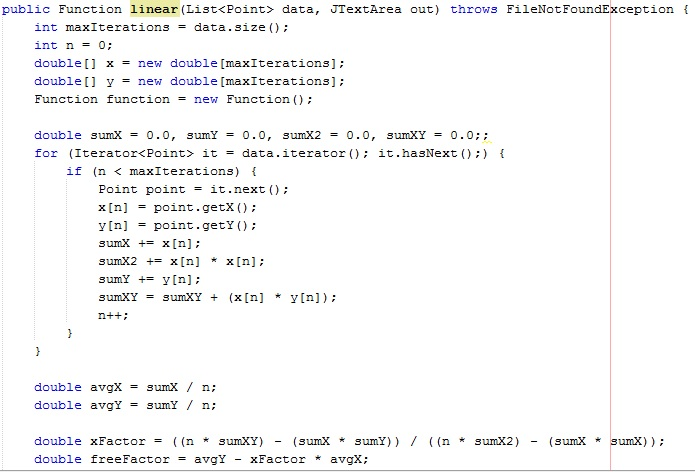 public Function linear(List<Point> data, JTextArea out) throws FileNotFoundException {
    int maxIterations = data.size();
    int n = 0;
    double[] x = new double[maxIterations];
    double[] y = new double[maxIterations];
    Function function = new Function();
    double sumX = 0.0, sumY = 0.0, sumX2 = 0.0, sumXY = 0.0;;
    for (Iterator<Point> it = data.iterator(); it.hasNext();) {
        if (n < maxIterations) {
            Point point = it.next();
            x[n] = point.getX();
            y[n] = point.getY();
            sumX += x[n];
            sumX2 += x[n] * x[n];
            sumY += y[n];
            sumXY = sumXY + (x[n] * y[n]);
            n++;
        }
    }
    double avgX = sumX / n;
    double avgY = sumY / n;
    double xFactor = ((n * sumXY) - (sumX * sumY)) / ((n * sumX2) - (sumX * sumX));
    double freeFactor = avgY - xFactor * avgX;